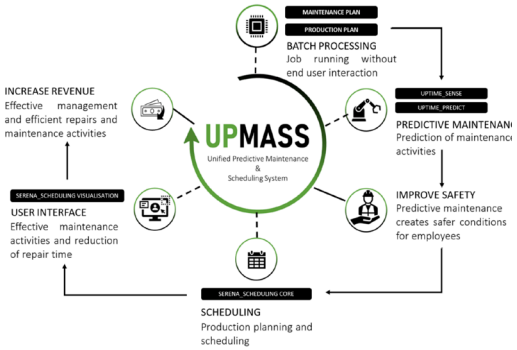 MAINTENANCE PLAN
PRODUCTION PLAN
BATCH PROCESSING
Job running without
end user interaction
UPTIME_SENSE
UPTIME_PREDICT
PREDICTIVE MAINTENANC
Prediction of maintenance
activities
IMPROVE SAFETY
Predictive maintenance
creates safer conditions
for employees
SERENA_SCHEDULING CORE
SCHEDULING
Production planning and
scheduling
SERENA_SCHEDULING VISUALISATION
USER INTERFACE
Effective maintenance
activities and reduction
of repair time
INCREASE REVENUE
Effective management
and efficient repairs and
maintenance activities
UPMASS
Unified Predictive Maintenance
&
Scheduling System